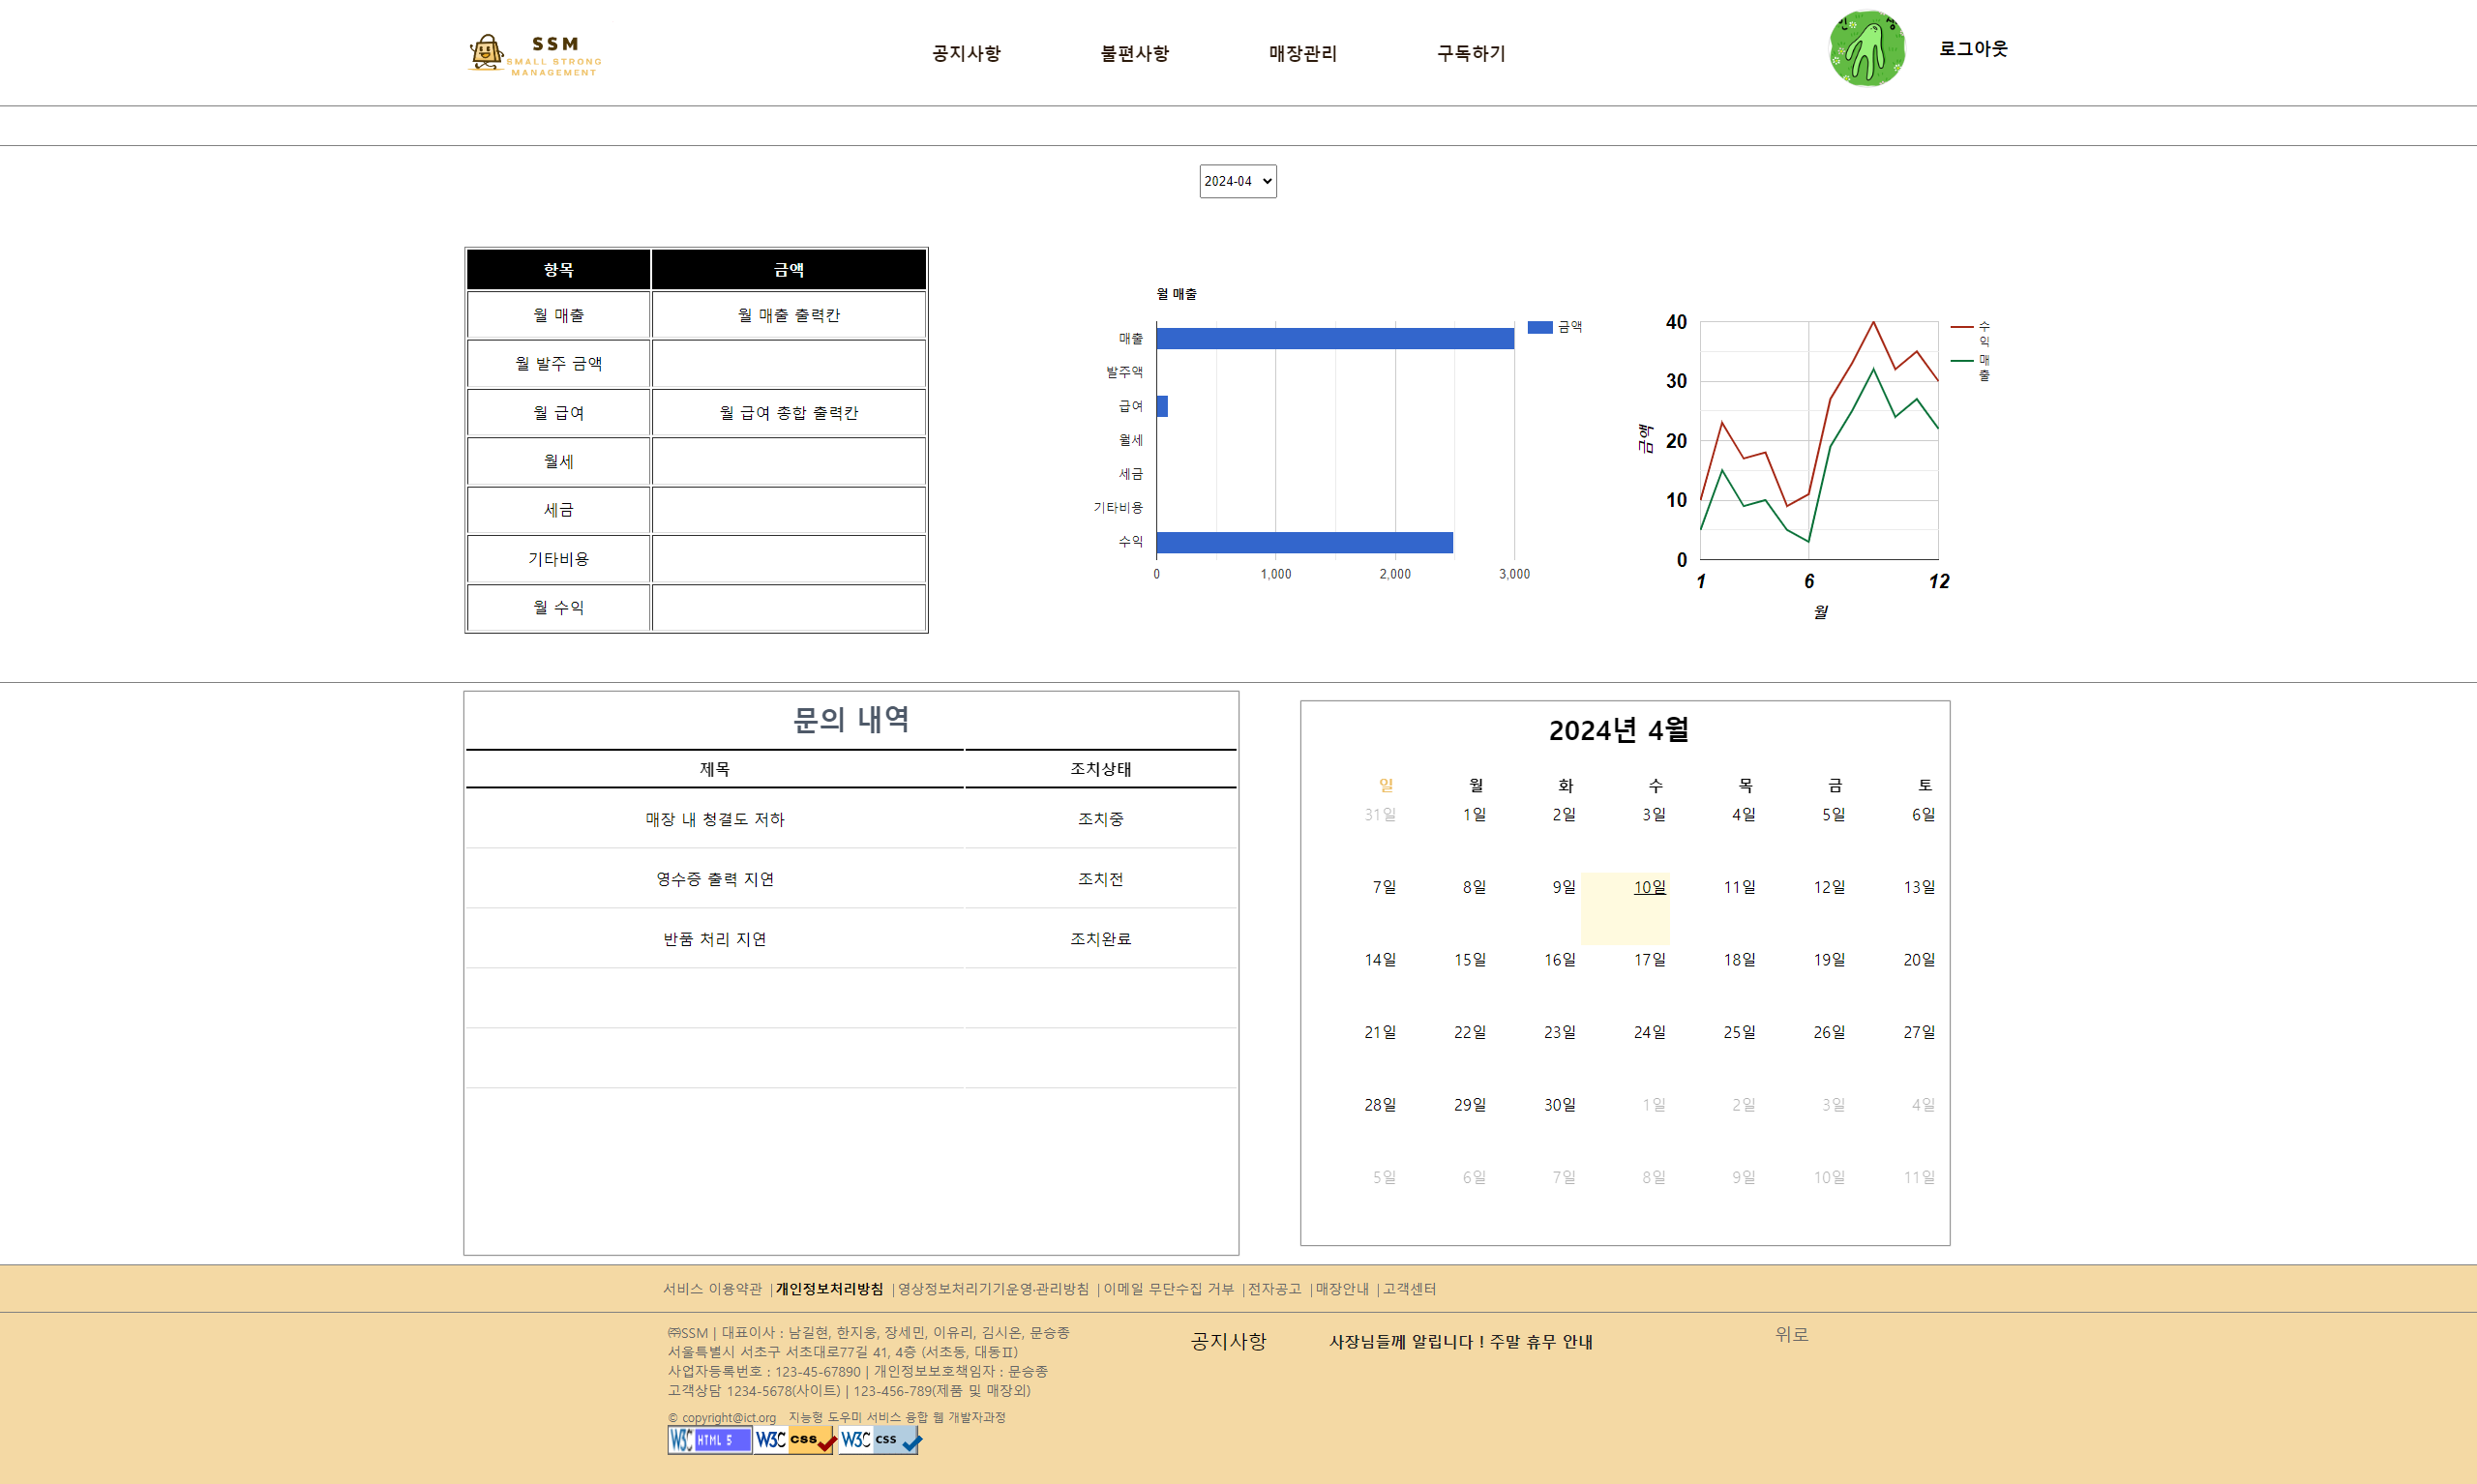 SSM
SMALL STRONG
MANAGEMENT
공지사항
불편사항
매장관리
구독하기
로그아웃
2024-04
항목 금액
월 매출 월 매출 출력칸
월 발주 금액
월 급여 월 급여 종합 출력칸
월세
세금
기타비용
월 수익
월 매출
매출
발주액
급여
월세
세금
기타비용
수익
0 1,000 2,000 3,000
금액
40
30
20
10
0
금액
1 6 12
월
수
익
매
출
문의 내역
제목 조치상태
매장 내 청결도 저하 조치중
영수증 출력 지연 조치전
반품 처리 지연 조치완료
2024년 4월
일 월 화 수 목 금 토
31일 1일 2일 3일 4일 5일 6일
7일 8일 9일 10일 11일 12일 13일
14일 15일 16일 17일 18일 19일 20일
21일 22일 23일 24일 25일 26일 27일
28일 29일 30일 1일 2일 3일 4일
5일 6일 7일 8일 9일 10일 11일
서비스 이용약관 |개인정보처리방침 |영상정보처리기기운영·관리방침 |이메일 무단수집 거부 |전자공고 |매장안내 |고객센터
㈜SSM | 대표이사 : 남길현, 한지웅, 장세민, 이유리, 김시온, 문승종
서울특별시 서초구 서초대로77길 41, 4층 (서초동, 대동Ⅱ)
사업자등록번호 : 123-45-67890 | 개인정보보호책임자 : 문승종
고객상담 1234-5678(사이트) | 123-456-789(제품 및 매장외)
© copyright@ict.org 지능형 도우미 서비스 융합 웹 개발자과정
W3C HTML 5 W3C css W3C css
공지사항
사장님들께 알립니다 ! 주말 휴무 안내
위로